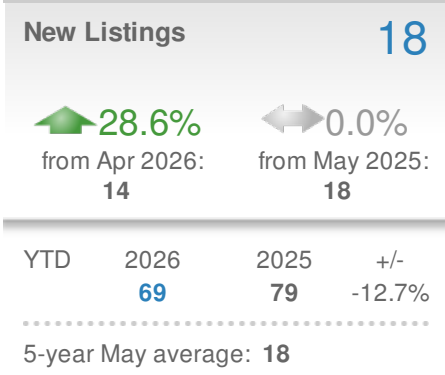 New Listings 18
28.6% 0.0%
from Apr 2026: from May 2025:
14 18
YTD 2026 2025 +/-
69 79 -12.7%
5-year May average: 18